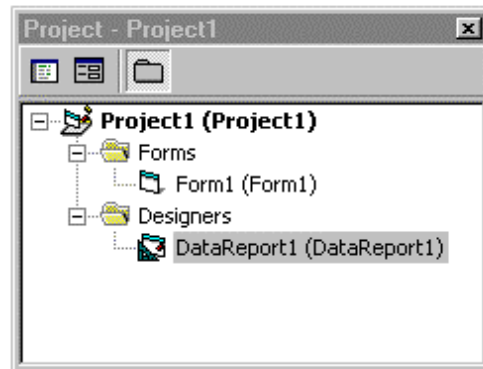 Project - Project1
Project1 (Project1)
Forms
Form1 (Form1)
Designers
DataReport1 (DataReport1)